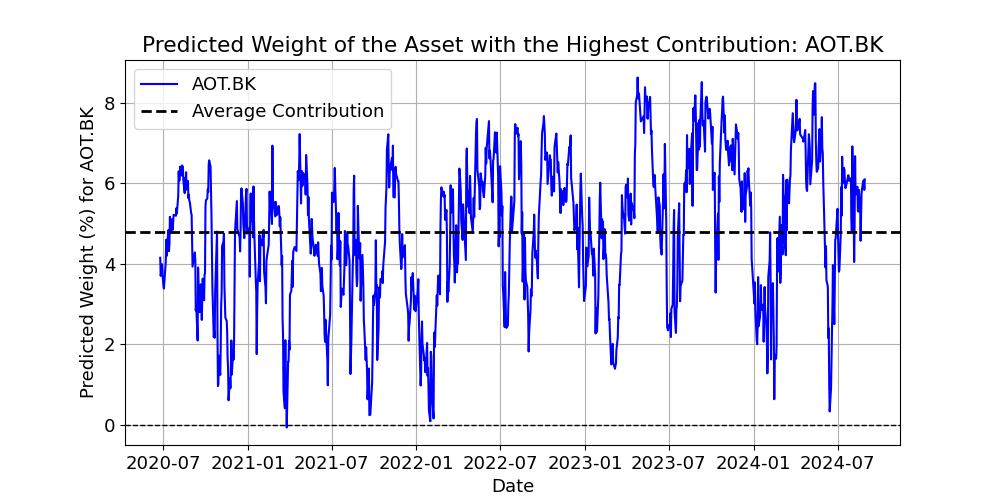 Predicted Weight of the Asset with the Highest Contribution: AOT.BK
AOT.BK
Average Contribution
Predicted Weight (%) for AOT.BK
8
6
4
2
0
2020-07 2021-01 2021-07 2022-01 2022-07 2023-01 2023-07 2024-01 2024-07
Date